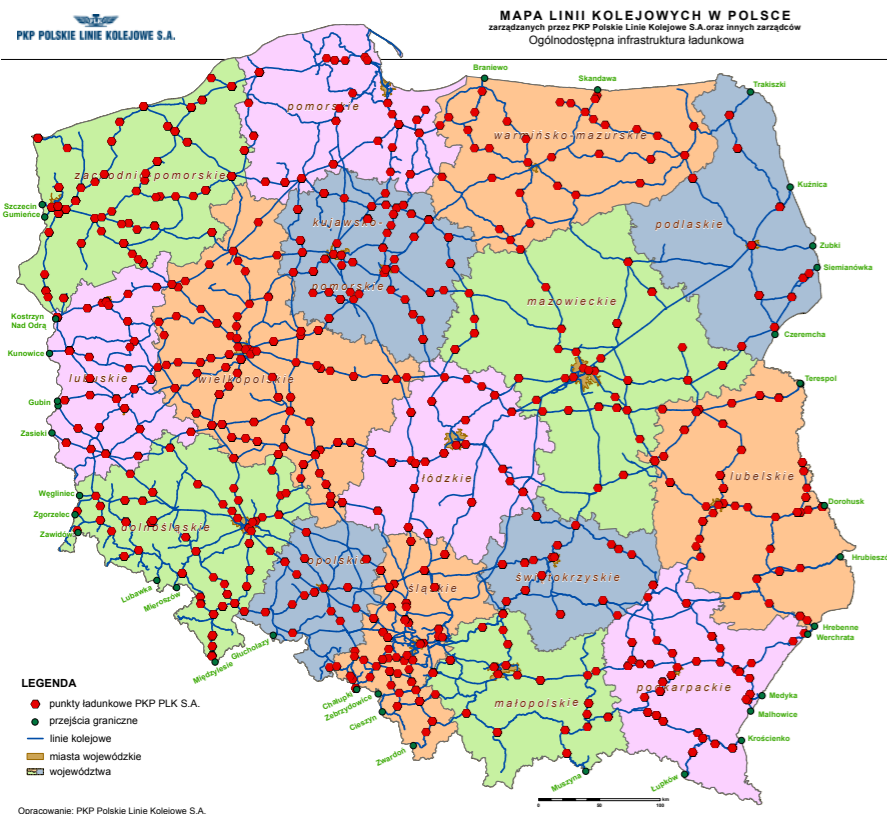 PKP POLSKIE LINIE KOLEJOWE S.A.
MAPA LINII KOLEJOWYCH W POLSCE
zarządzanych przez PKP Polskie Linie Kolejowe S.A.oraz innych zarządców
Ogólnodostępna infrastruktura ładunkowa
Braniewo
Skandawa
Trakiszki
pomorskie
warmińsko-mazurskie
zachodniopomorskie
Kuźnica
Szczecin
Gumieńce
kujawsko-
podlaskie
Zubki
Siemianówka
pomorskie
mazowieckie
Kostrzyn
Nad Odrą
Czeremcha
Kunowice
lubuskie
wielkopolskie
Terespol
Gubin
Zasieki
łódzkie
lubelskie
Węgliniec
Dorohusk
Zgorzelec
dolnośląskie
Zawidów
opolskie
Hrubieszów
śląskie
świętokrzyskie
Lubawka
Mieroszów
Hrebenne
Werchrata
Głuchołazy
Międzylesie
LEGENDA
punkty ładunkowe PKP PLK S.A.
przejścia graniczne
linie kolejowe
miasta wojewódzkie
województwa
Chałupki
Zebrzydowice
Cieszyn
Zwardoń
małopolskie
podkarpackie
Medyka
Malhowice
Krościenko
Muszyna
Łupków
0 50 100 km
Opracowanie: PKP Polskie Linie Kolejowe S.A.